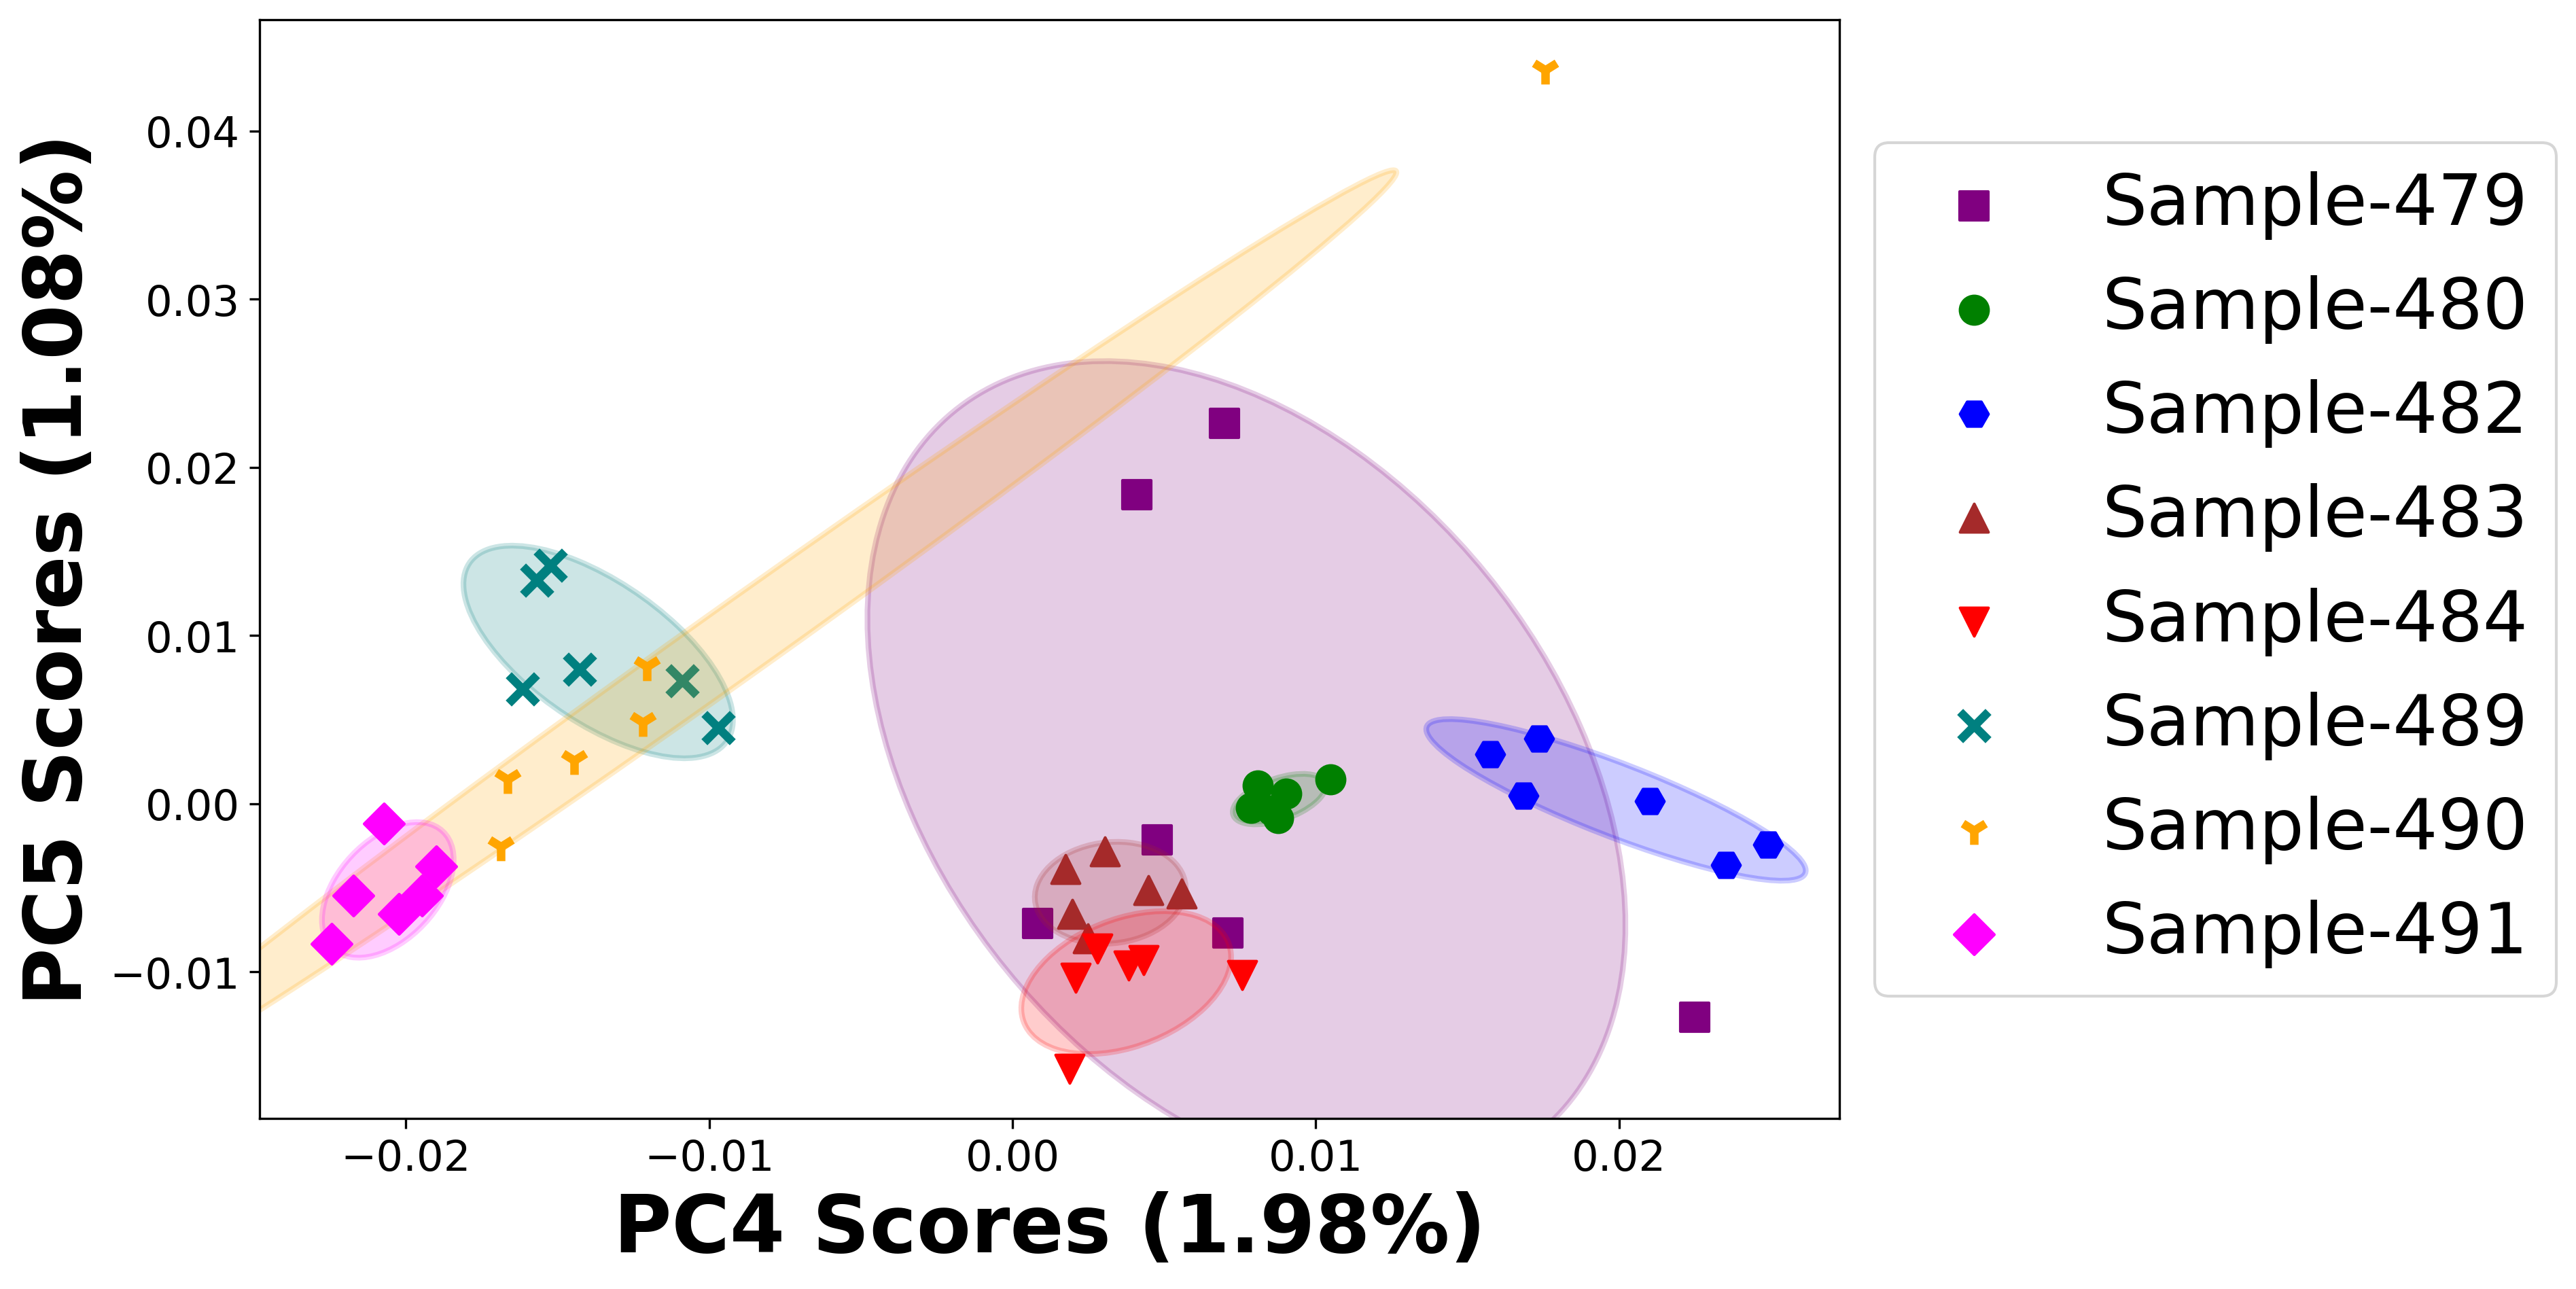 PC5 Scores (1.08%)
0.04
0.03
0.02
0.01
0.00
−0.01
−0.02
−0.01
0.00
0.01
0.02
PC4 Scores (1.98%)
Sample-479
Sample-480
Sample-482
Sample-483
Sample-484
Sample-489
Sample-490
Sample-491